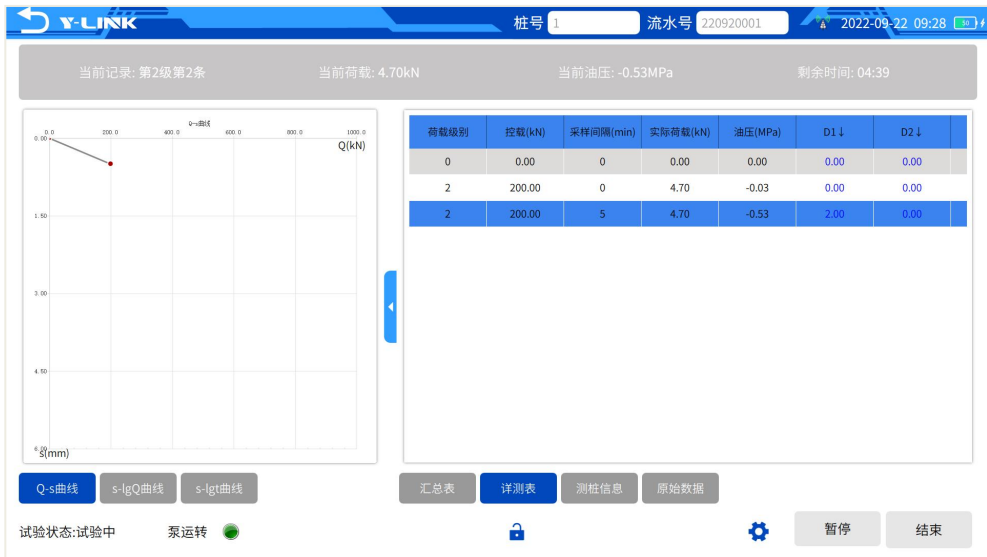 Y-LINK 桩号 1 流水号 220920001 2022-09-22 09:28 50
当前记录: 第2级第2条 当前荷载: 4.70kN 当前油压: -0.53MPa 剩余时间: 04:39
Q-s曲线
0.0 200.0 400.0 600.0 800.0 1000.0
0.00
Q(kN)
1.50
3.00
4.50
6.00
s(mm)
荷载级别 控载(kN) 采样间隔(min) 实际荷载(kN) 油压(MPa) D1↓ D2↓
0 0.00 0 0.00 0.00 0.00 0.00
2 200.00 0 4.70 -0.03 0.00 0.00
2 200.00 5 4.70 -0.53 2.00 0.00
Q-s曲线 s-lgQ曲线 s-lgt曲线 汇总表 详测表 测桩信息 原始数据
试验状态:试验中 泵运转 暂停 结束